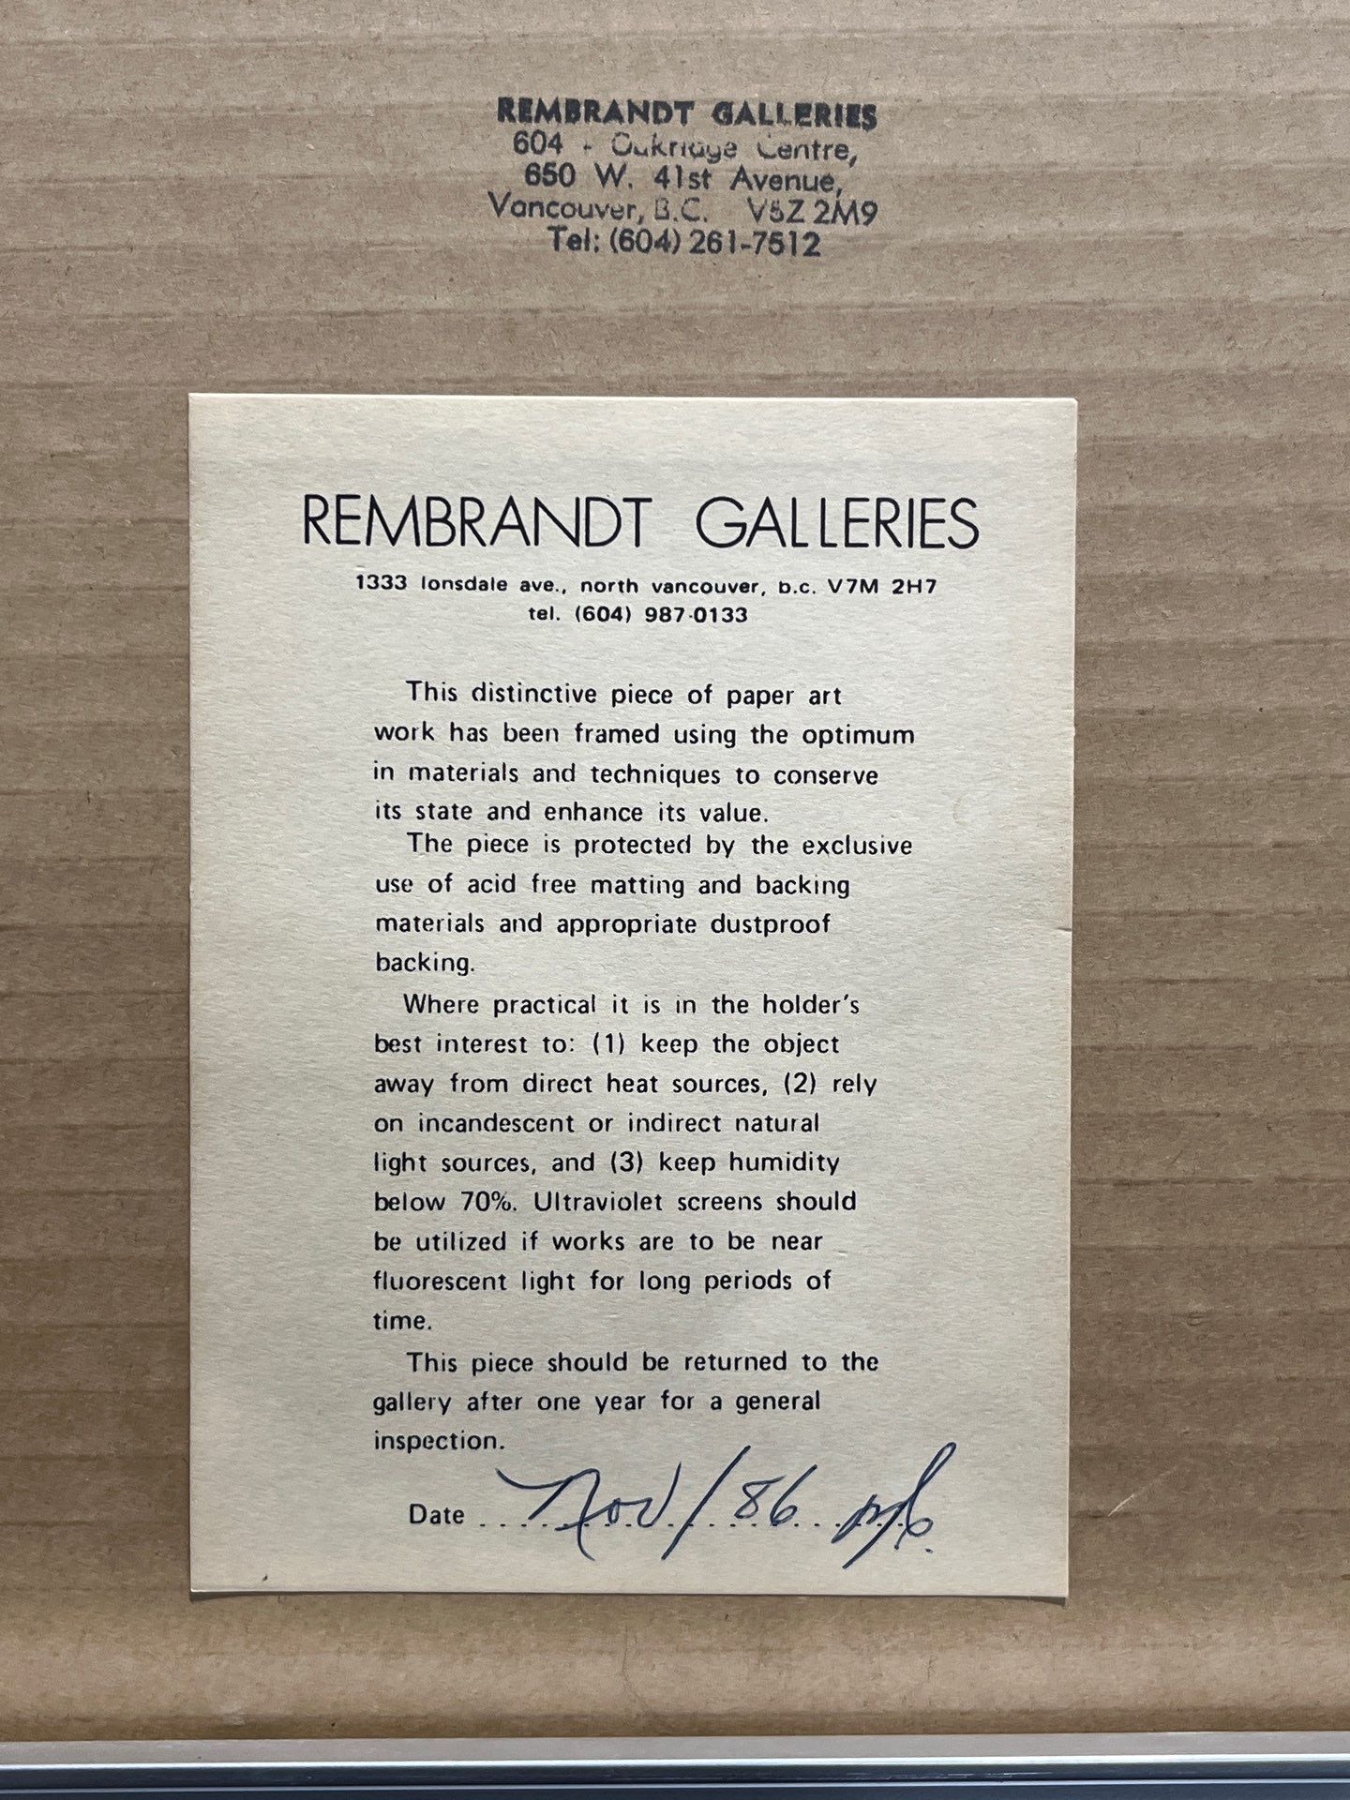 REMBRANDT GALLERIES
604 - Oakridge Centre,
650 W. 41st Avenue,
Vancouver, B.C. V5Z 2M9
Tel: (604) 261-7512
REMBRANDT GALLERIES
1333 lonsdale ave., north vancouver, b.c. V7M 2H7
tel. (604) 987-0133
This distinctive piece of paper art
work has been framed using the optimum
in materials and techniques to conserve
its state and enhance its value.
The piece is protected by the exclusive
use of acid free matting and backing
materials and appropriate dustproof
backing.
Where practical it is in the holder's
best interest to: (1) keep the object
away from direct heat sources, (2) rely
on incandescent or indirect natural
light sources, and (3) keep humidity
below 70%. Ultraviolet screens should
be utilized if works are to be near
fluorescent light for long periods of
time.
This piece should be returned to the
gallery after one year for a general
inspection.
Date Nov/86